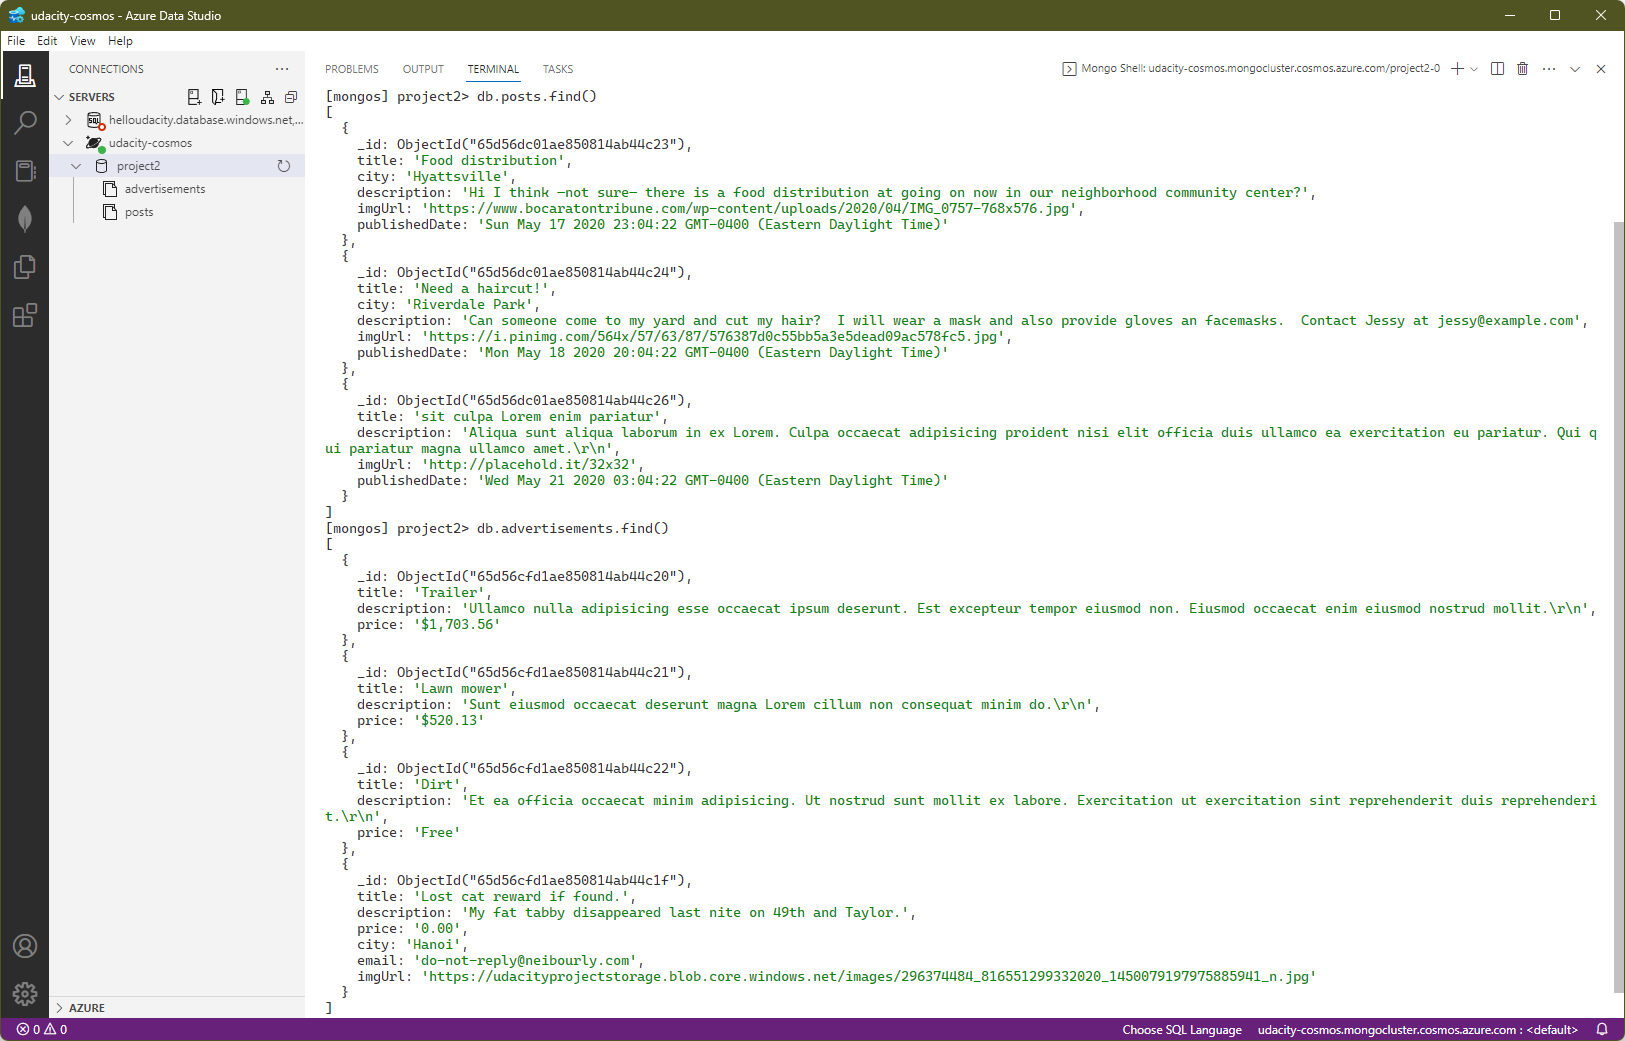 udacity-cosmos - Azure Data Studio
File Edit View Help
CONNECTIONS
SERVERS
SQL
helloudacity.database.windows.net,...
udacity-cosmos
project2
advertisements
posts
AZURE
PROBLEMS OUTPUT TERMINAL TASKS
Mongo Shell: udacity-cosmos.mongocluster.cosmos.azure.com/project2-0
[mongos] project2> db.posts.find()
[
  {
    _id: ObjectId("65d56dc01ae850814ab44c23"),
    title: 'Food distribution',
    city: 'Hyattsville',
    description: 'Hi I think —not sure— there is a food distribution at going on now in our neighborhood community center?',
    imgUrl: 'https://www.bocaratontribune.com/wp-content/uploads/2020/04/IMG_0757-768x576.jpg',
    publishedDate: 'Sun May 17 2020 23:04:22 GMT-0400 (Eastern Daylight Time)'
  },
  {
    _id: ObjectId("65d56dc01ae850814ab44c24"),
    title: 'Need a haircut!',
    city: 'Riverdale Park',
    description: 'Can someone come to my yard and cut my hair?  I will wear a mask and also provide gloves an facemasks.  Contact Jessy at jessy@example.com',
    imgUrl: 'https://i.pinimg.com/564x/57/63/87/576387d0c55bb5a3e5dead09ac578fc5.jpg',
    publishedDate: 'Mon May 18 2020 20:04:22 GMT-0400 (Eastern Daylight Time)'
  },
  {
    _id: ObjectId("65d56dc01ae850814ab44c26"),
    title: 'sit culpa Lorem enim pariatur',
    description: 'Aliqua sunt aliqua laborum in ex Lorem. Culpa occaecat adipisicing proident nisi elit officia duis ullamco ea exercitation eu pariatur. Qui q
ui pariatur magna ullamco amet.\r\n',
    imgUrl: 'http://placehold.it/32x32',
    publishedDate: 'Wed May 21 2020 03:04:22 GMT-0400 (Eastern Daylight Time)'
  }
]
[mongos] project2> db.advertisements.find()
[
  {
    _id: ObjectId("65d56cfd1ae850814ab44c20"),
    title: 'Trailer',
    description: 'Ullamco nulla adipisicing esse occaecat ipsum deserunt. Est excepteur tempor eiusmod non. Eiusmod occaecat enim eiusmod nostrud mollit.\r\n',
    price: '$1,703.56'
  },
  {
    _id: ObjectId("65d56cfd1ae850814ab44c21"),
    title: 'Lawn mower',
    description: 'Sunt eiusmod occaecat deserunt magna Lorem cillum non consequat minim do.\r\n',
    price: '$520.13'
  },
  {
    _id: ObjectId("65d56cfd1ae850814ab44c22"),
    title: 'Dirt',
    description: 'Et ea officia occaecat minim adipisicing. Ut nostrud sunt mollit ex labore. Exercitation ut exercitation sint reprehenderit duis reprehenderi
t.\r\n',
    price: 'Free'
  },
  {
    _id: ObjectId("65d56cfd1ae850814ab44c1f"),
    title: 'Lost cat reward if found.',
    description: 'My fat tabby disappeared last nite on 49th and Taylor.',
    price: '0.00',
    city: 'Hanoi',
    email: 'do-not-reply@neibourly.com',
    imgUrl: 'https://udacityprojectstorage.blob.core.windows.net/images/296374484_816551299332020_1450079197975885941_n.jpg'
  }
]
0 0
Choose SQL Language udacity-cosmos.mongocluster.cosmos.azure.com : <default>